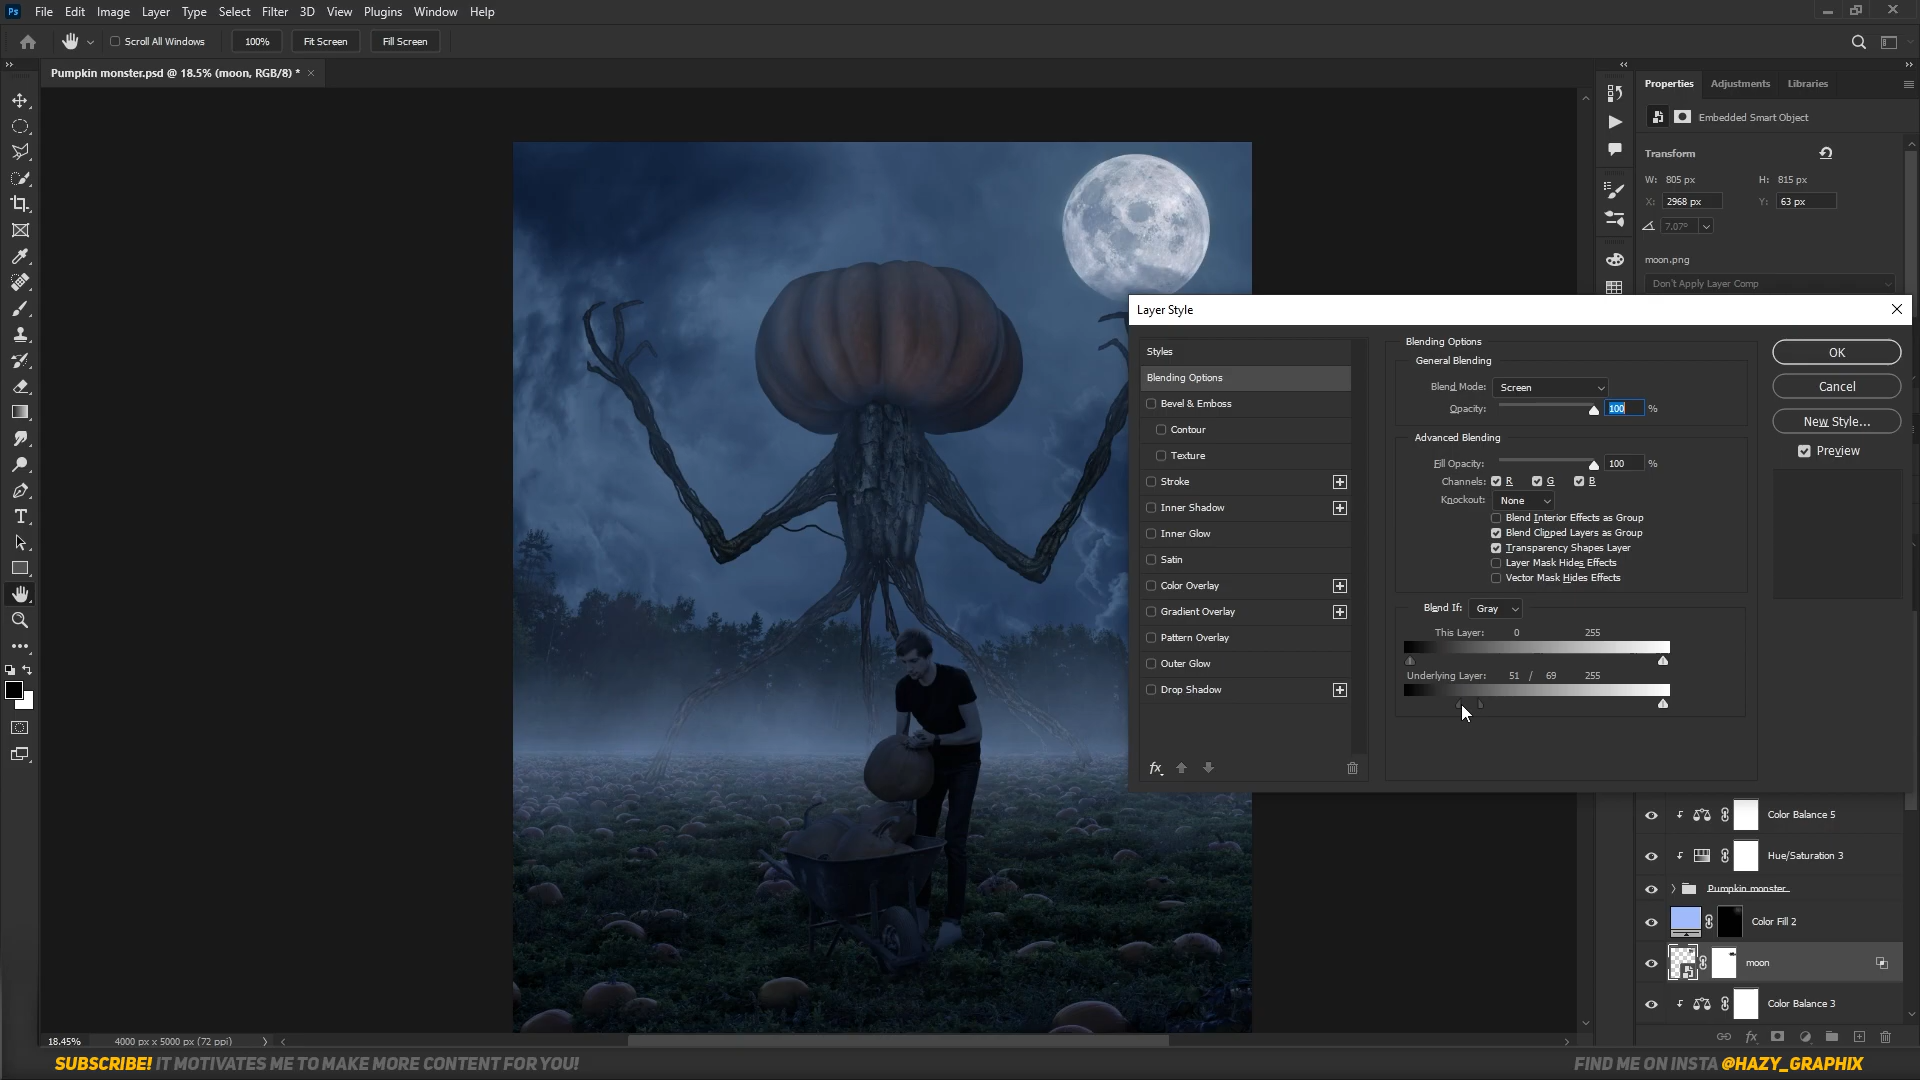 Ps File Edit Image Layer Type Select Filter 3D View Plugins Window Help
Scroll All Windows 100% Fit Screen Fill Screen
Pumpkin monster.psd @ 18.5% (moon, RGB/8) * ×
Properties Adjustments Libraries
Embedded Smart Object
Transform
W: 805 px H: 815 px
X: 2968 px Y: 63 px
7.07°
moon.png
Don't Apply Layer Comp
Layer Style
Styles
Blending Options
Bevel & Emboss
Contour
Texture
Stroke
Inner Shadow
Inner Glow
Satin
Color Overlay
Gradient Overlay
Pattern Overlay
Outer Glow
Drop Shadow
fx
Blending Options
General Blending
Blend Mode: Screen
Opacity: 100 %
Advanced Blending
Fill Opacity: 100 %
Channels: R G B
Knockout: None
Blend Interior Effects as Group
Blend Clipped Layers as Group
Transparency Shapes Layer
Layer Mask Hides Effects
Vector Mask Hides Effects
Blend If: Gray
This Layer: 0 255
Underlying Layer: 51 / 69 255
OK
Cancel
New Style...
Preview
Color Balance 5
Hue/Saturation 3
Pumpkin monster
Color Fill 2
moon
Color Balance 3
fx
18.45% 4000 px x 5000 px (72 ppi)
SUBSCRIBE! IT MOTIVATES ME TO MAKE MORE CONTENT FOR YOU!
FIND ME ON INSTA @HAZY_GRAPHIX